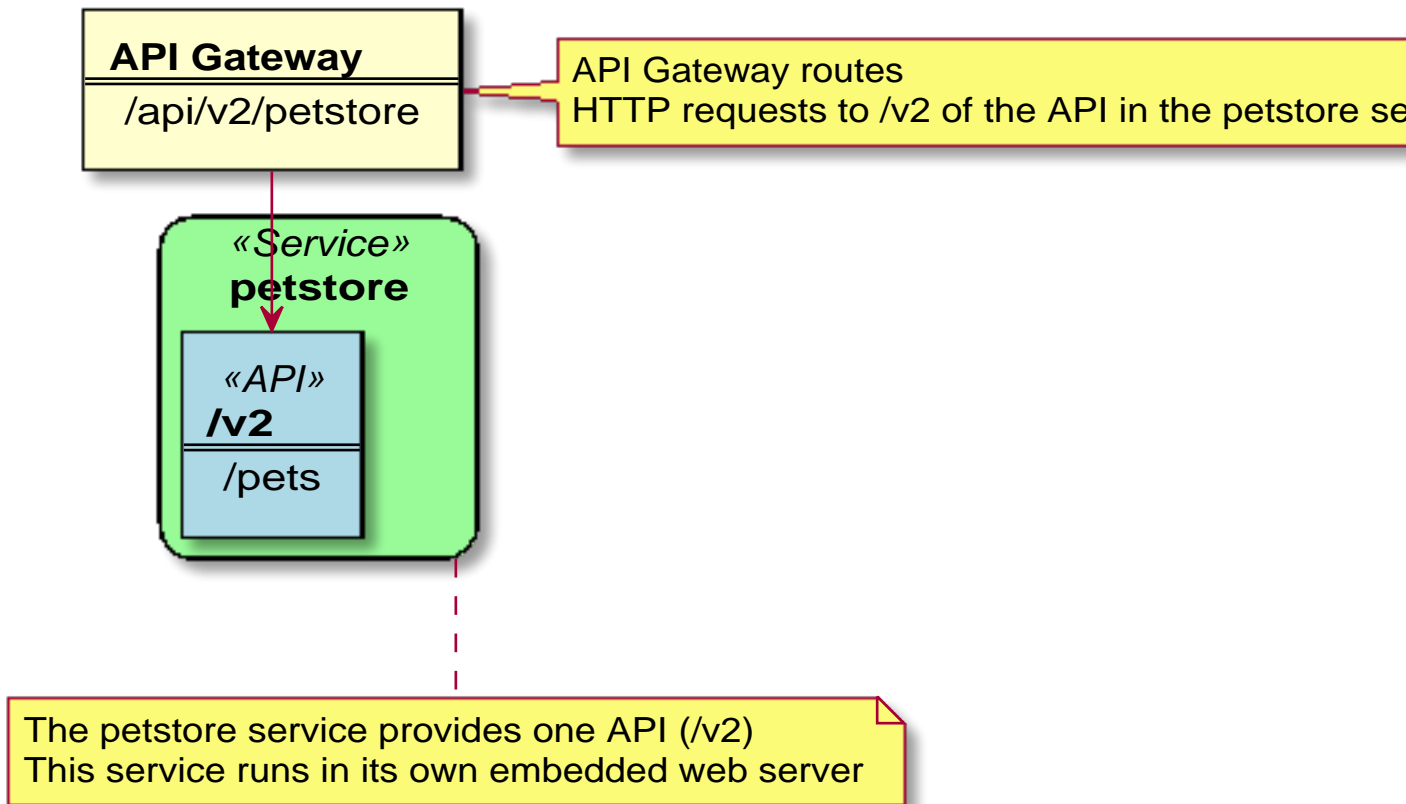 API Gateway
/api/v2/petstore
API Gateway routes
HTTP requests to /v2 of the API in the petstore se
«Service»
petstore
«API»
/v2
/pets
The petstore service provides one API (/v2)
This service runs in its own embedded web server